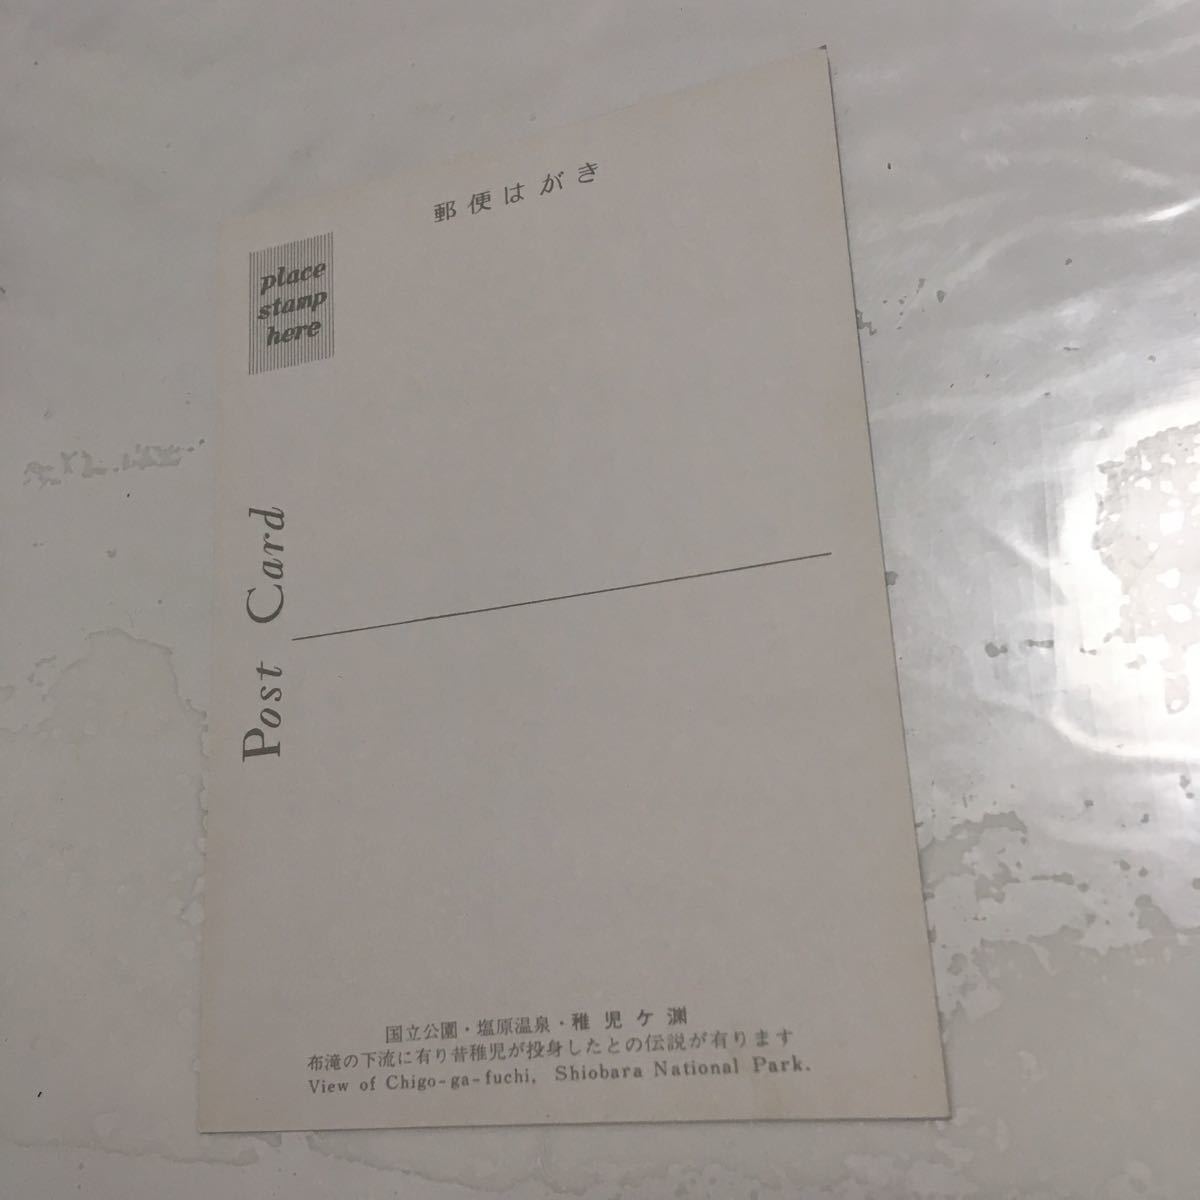 郵便はがき
place
stamp
here
Post Card
国立公園・塩原温泉・稚児ケ淵
布滝の下流に有り昔稚児が投身したとの伝説が有ります
View of Chigo-ga-fuchi, Shiobara National Park.